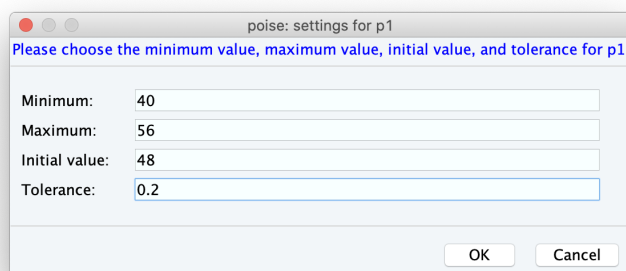 poise: settings for p1
Please choose the minimum value, maximum value, initial value, and tolerance for p1
Minimum: 40
Maximum: 56
Initial value: 48
Tolerance: 0.2
OK Cancel